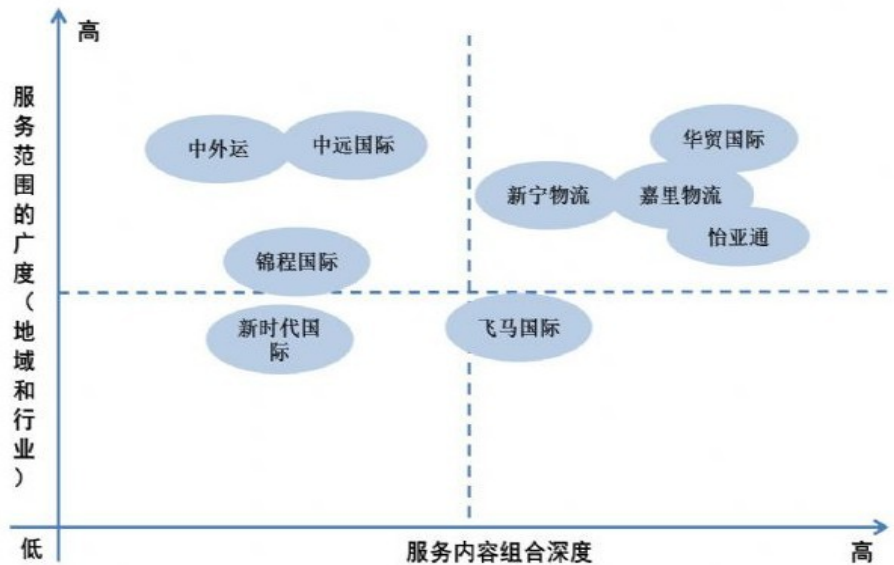 高
服务范围的广度（地域和行业）
中外运
中远国际
华贸国际
新宁物流
嘉里物流
怡亚通
锦程国际
新时代国
际
飞马国际
低
服务内容组合深度
高